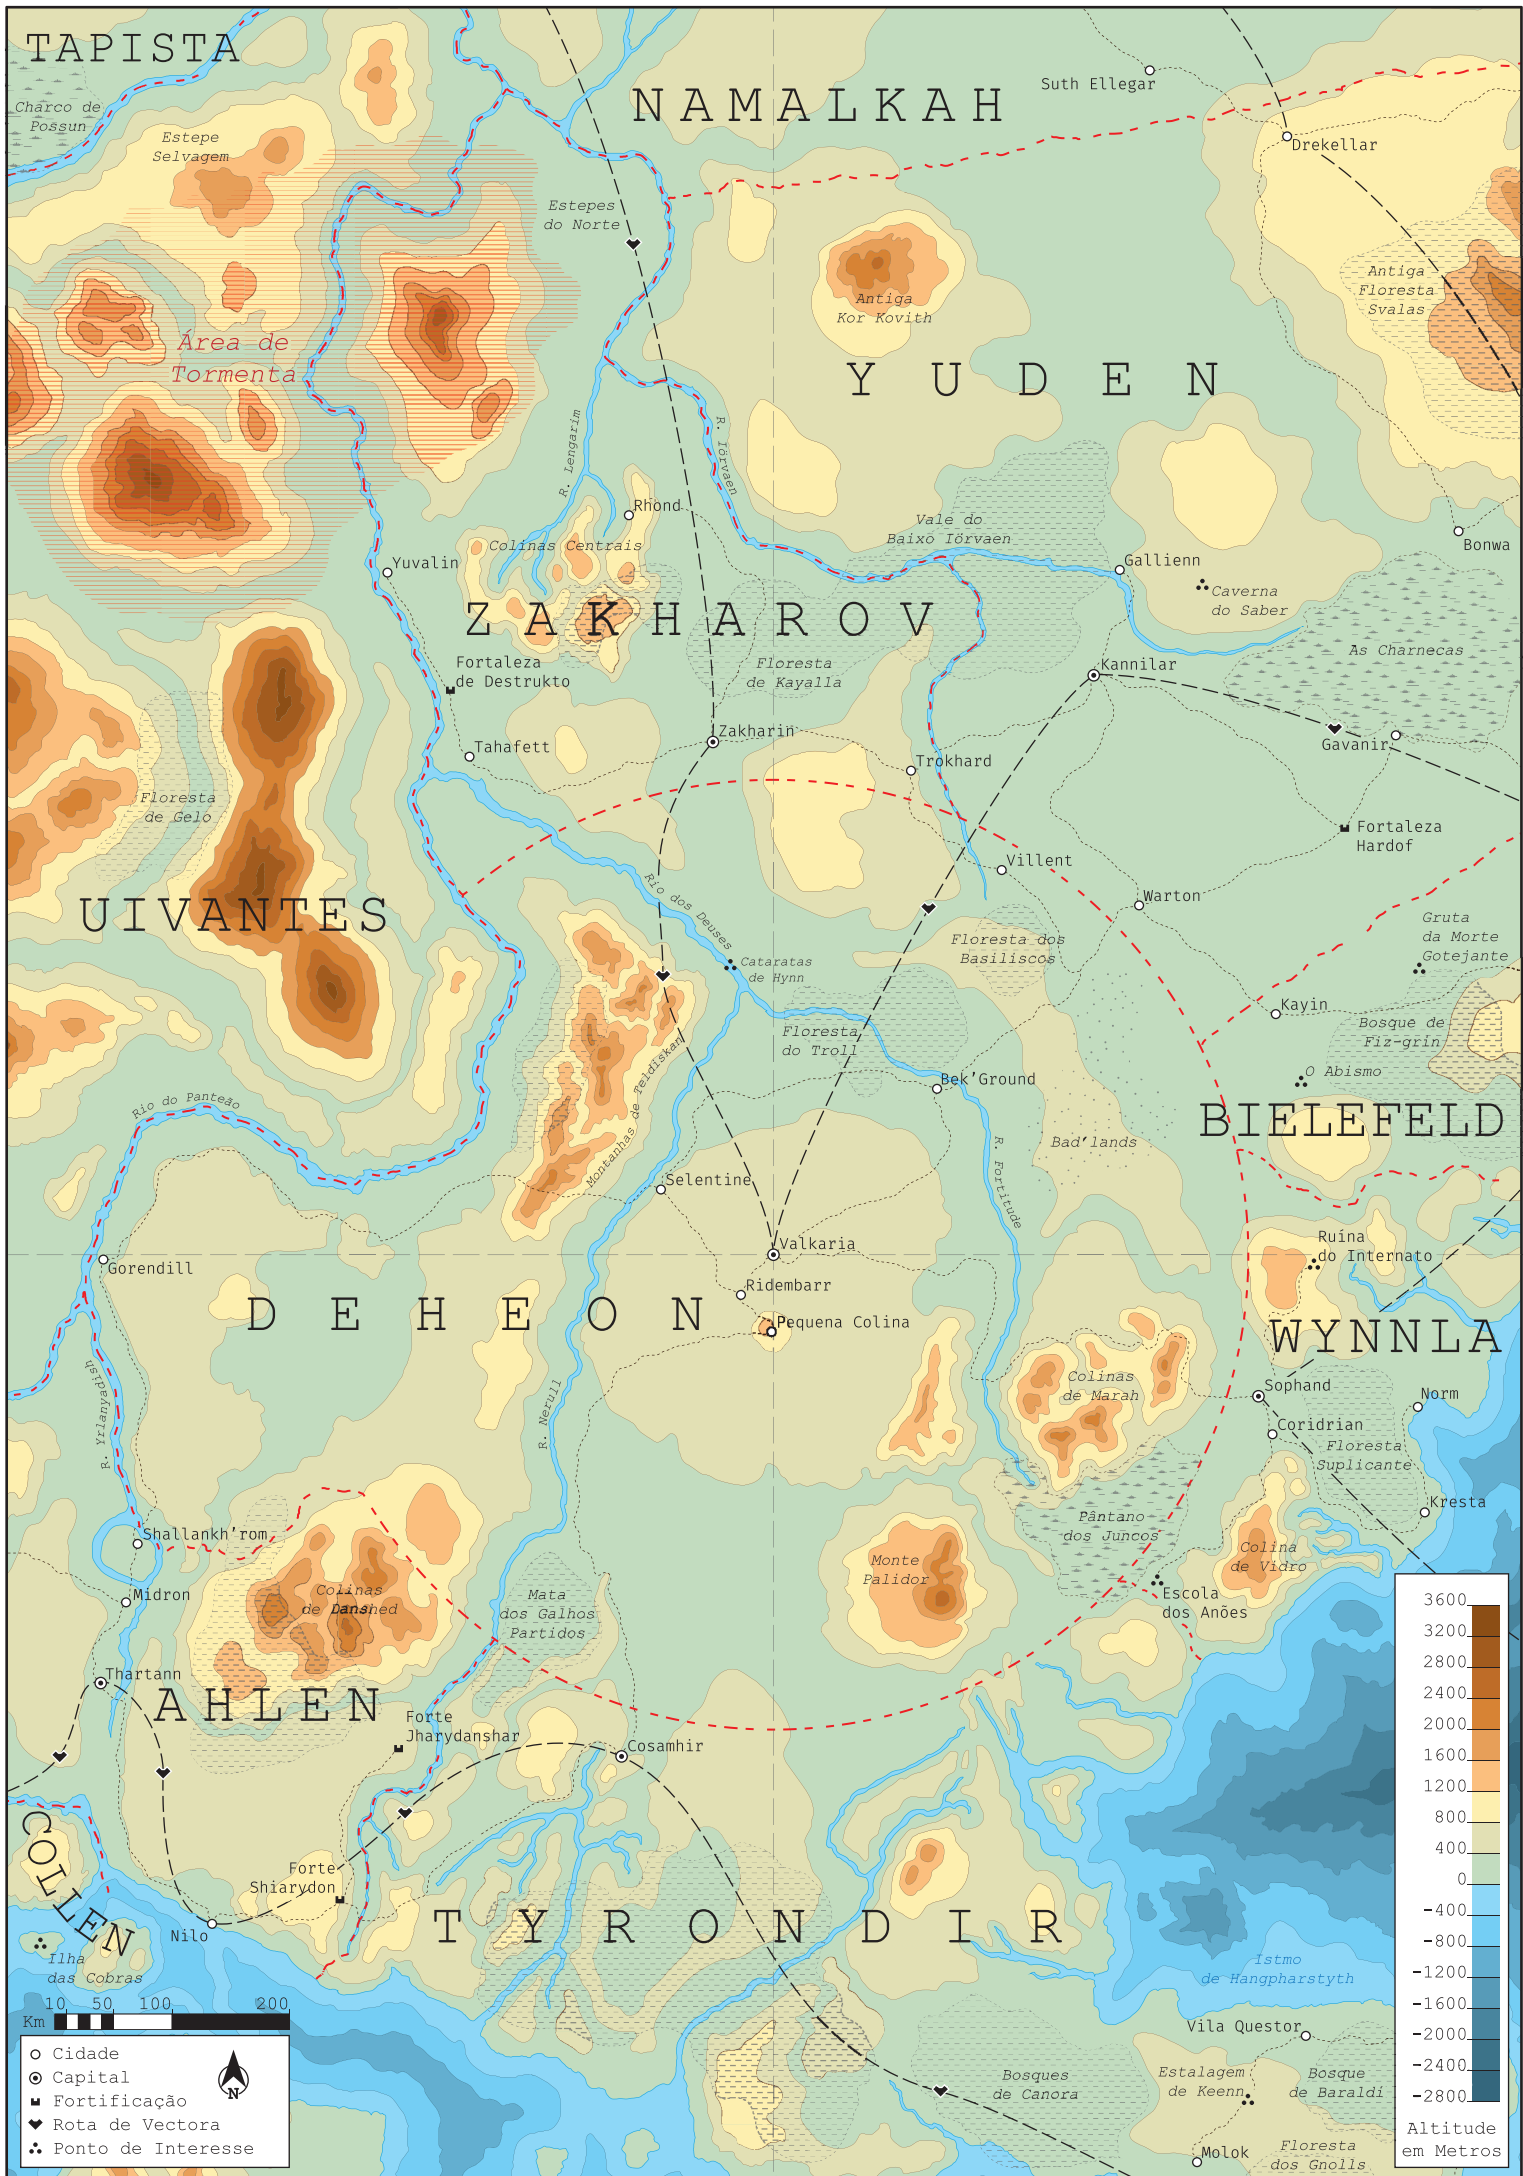 TAPISTA
Charco de
Possun
Estepe
Selvagem
NAMALKAH
Suth Ellegar
Drekellar
Estepes
do Norte
Antiga
Floresta
Svalas
Antiga
Kor Kovith
Área de
Tormenta
YUDEN
R. Lengarim
R. Iörvaen
Rhond
Colinas Centrais
Vale do
Baixo Iörvaen
Bonwa
Yuvalin
Gallienn
Caverna
do Saber
ZAKHAROV
As Charnecas
Fortaleza
de Destrukto
Floresta
de Kayalla
Kannilar
Zakharin
Tahafett
Gavanir
Trokhard
Floresta
de Gelo
Fortaleza
Hardof
Villent
Rio dos Deuses
Warton
UIVANTES
Gruta
da Morte
Gotejante
Floresta dos
Basiliscos
Cataratas
de Hynn
Kayin
Floresta
do Troll
Bosque de
Fiz-grin
Montanhas de Teldiskan
O Abismo
Bek'Ground
Rio do Panteão
BIELEFELD
Bad'lands
R. Fortitude
Selentine
Valkaria
Ruína
do Internato
Gorendill
Ridembarr
DEHEON
Pequena Colina
WYNNLA
R. Yrlanyadish
Colinas
de Marah
Sophand
Norm
R. Nerull
Coridrian
Floresta
Suplicante
Kresta
Shallankh'rom
Pântano
dos Juncos
Colina
de Vidro
Monte
Palidor
Midron
Colinas
de
Mata
dos Galhos
Partidos
Escola
dos Anões
Thartann
AHLEN
Forte
Jharydanshar
Cosamhir
COLLEN
Forte
Shiarydon
Nilo
TYRONDIR
Ilha
das Cobras
Istmo
de Hangpharstyth
Vila Questor
Bosques
de Canora
Estalagem
de Keenn
Bosque
de Baraldi
Molok
Floresta
dos Gnolls
10 50 100 200
Km
Cidade
Capital
Fortificação
Rota de Vectora
Ponto de Interesse
N
3600
3200
2800
2400
2000
1600
1200
800
400
0
-400
-800
-1200
-1600
-2000
-2400
-2800
Altitude
em Metros